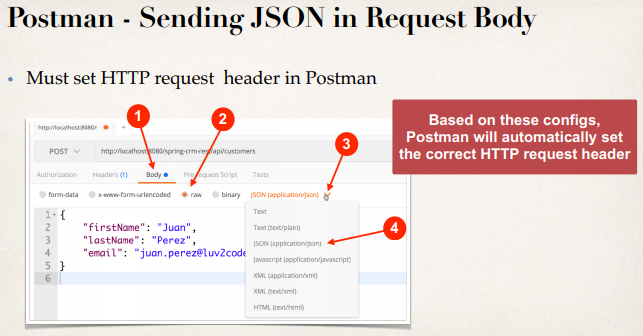 Postman - Sending JSON in Request Body
• Must set HTTP request header in Postman
Based on these configs,
Postman will automatically set
the correct HTTP request header
1
2
3
4
http://localhost:8080/
+
POST
http://localhost:8080/spring-crm-rest/api/customers
Authorization Headers (1) Body Pre-request Script Tests
form-data x-www-form-urlencoded raw binary JSON (application/json)
Text
Text (text/plain)
JSON (application/json)
Javascript (application/javascript)
XML (application/xml)
XML (text/xml)
HTML (text/html)
1 {
2 "firstName": "Juan",
3 "lastName": "Perez",
4 "email": "juan.perez@luv2code
5 }
6